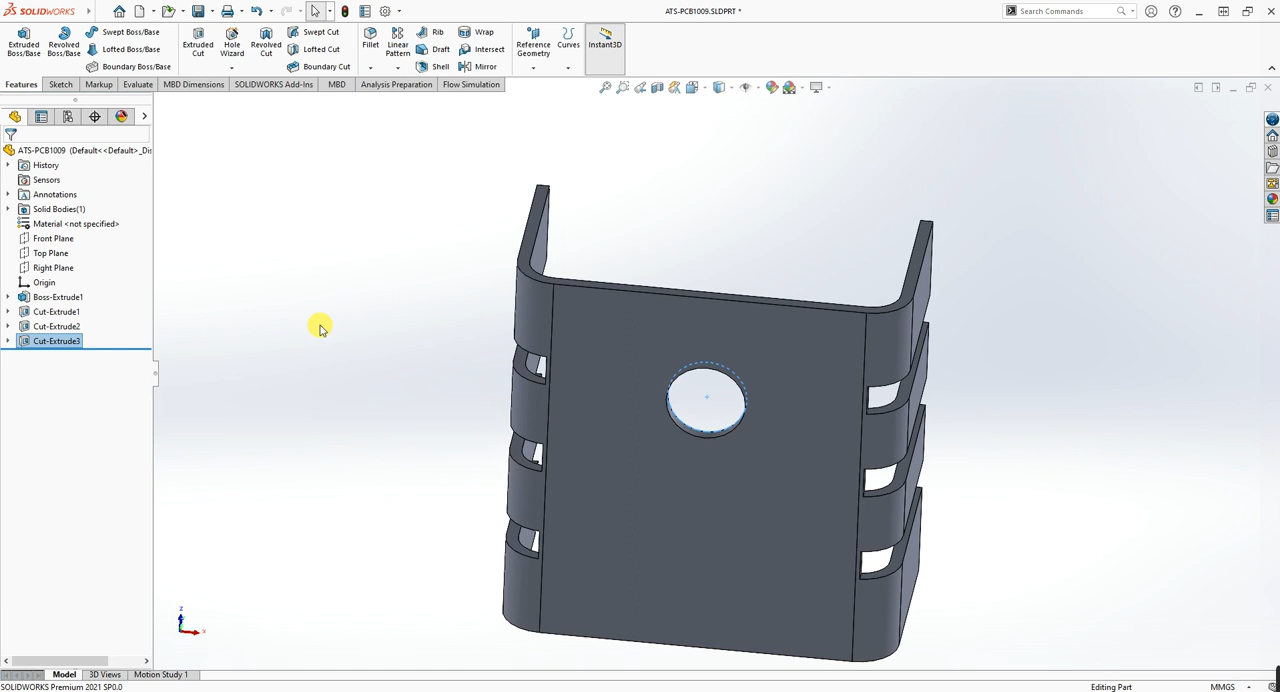 SOLIDWORKS
ATS-PCB1009.SLDPRT *
Search Commands
Extruded Boss/Base
Revolved Boss/Base
Swept Boss/Base
Lofted Boss/Base
Boundary Boss/Base
Extruded Cut
Hole Wizard
Revolved Cut
Swept Cut
Lofted Cut
Boundary Cut
Fillet
Linear Pattern
Rib
Draft
Shell
Wrap
Intersect
Mirror
Reference Geometry
Curves
Instant3D
Features Sketch Markup Evaluate MBD Dimensions SOLIDWORKS Add-Ins MBD Analysis Preparation Flow Simulation
ATS-PCB1009 (Default<<Default>_Dis
History
Sensors
Annotations
Solid Bodies(1)
Material <not specified>
Front Plane
Top Plane
Right Plane
Origin
Boss-Extrude1
Cut-Extrude1
Cut-Extrude2
Cut-Extrude3
z
x
Model 3D Views Motion Study 1
SOLIDWORKS Premium 2021 SP0.0
Editing Part
MMGS